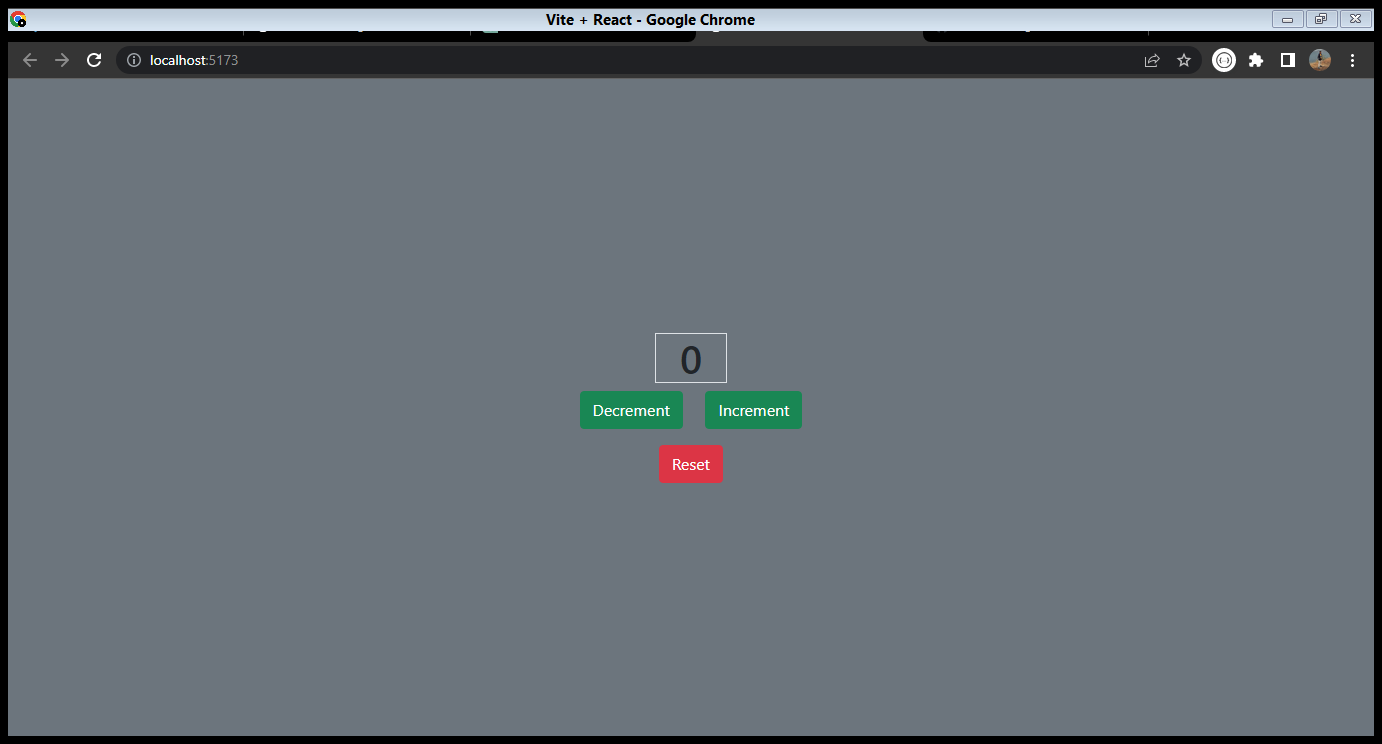 Vite + React - Google Chrome
localhost:5173
0
Decrement Increment
Reset